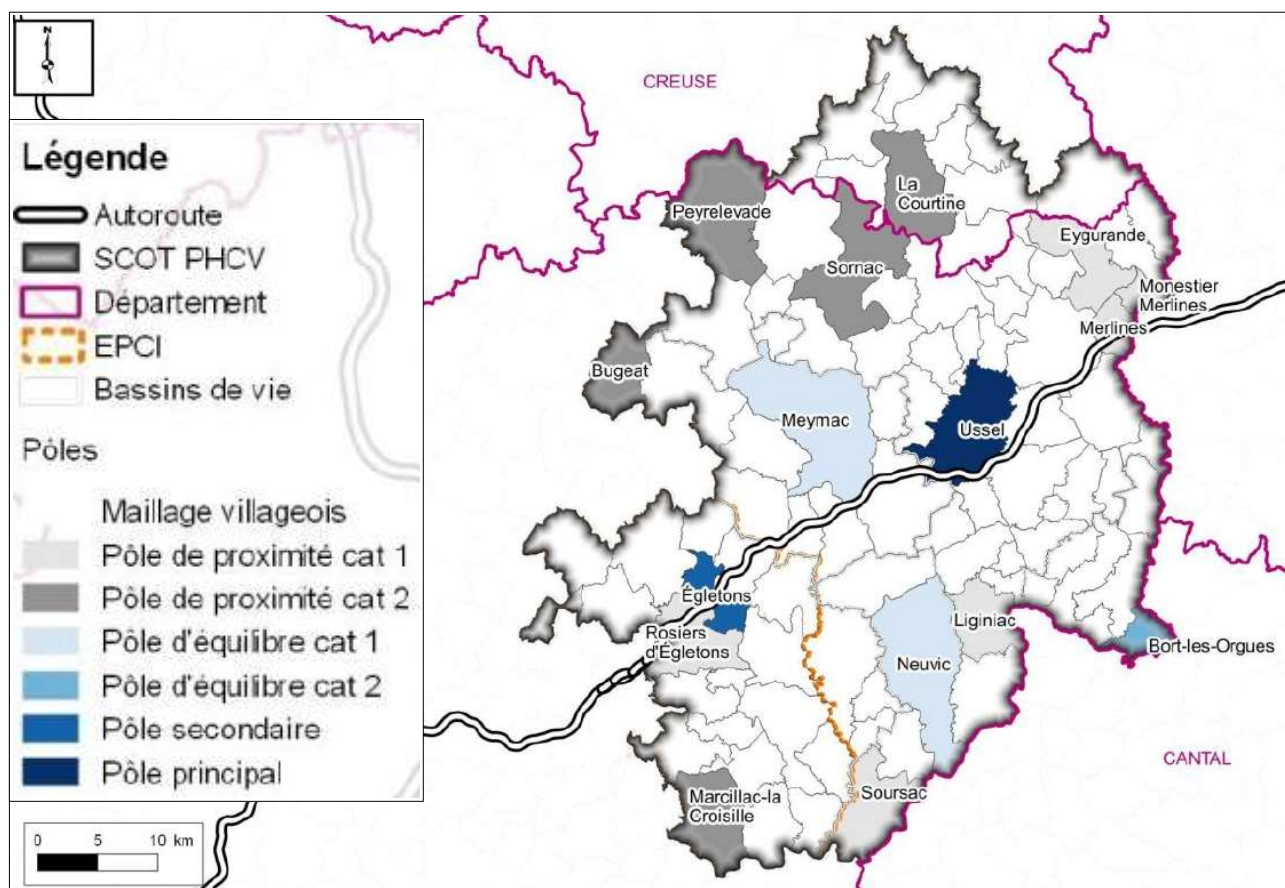 N
CREUSE
Légende
Autoroute
SCOT PHCV
Département
EPCI
Bassins de vie
Pôles
Maillage villageois
Pôle de proximité cat 1
Pôle de proximité cat 2
Pôle d'équilibre cat 1
Pôle d'équilibre cat 2
Pôle secondaire
Pôle principal
0 5 10 km
La
Courtine
Peyrelevade
Eygurande
Sornac
Monestier
Merlines
Merlines
Bugeat
Meymac
Ussel
Égletons
Rosiers
d'Égletons
Liginiac
Bort-les-Orgues
Neuvic
CANTAL
Soursac
Marcillac-la
Croisille